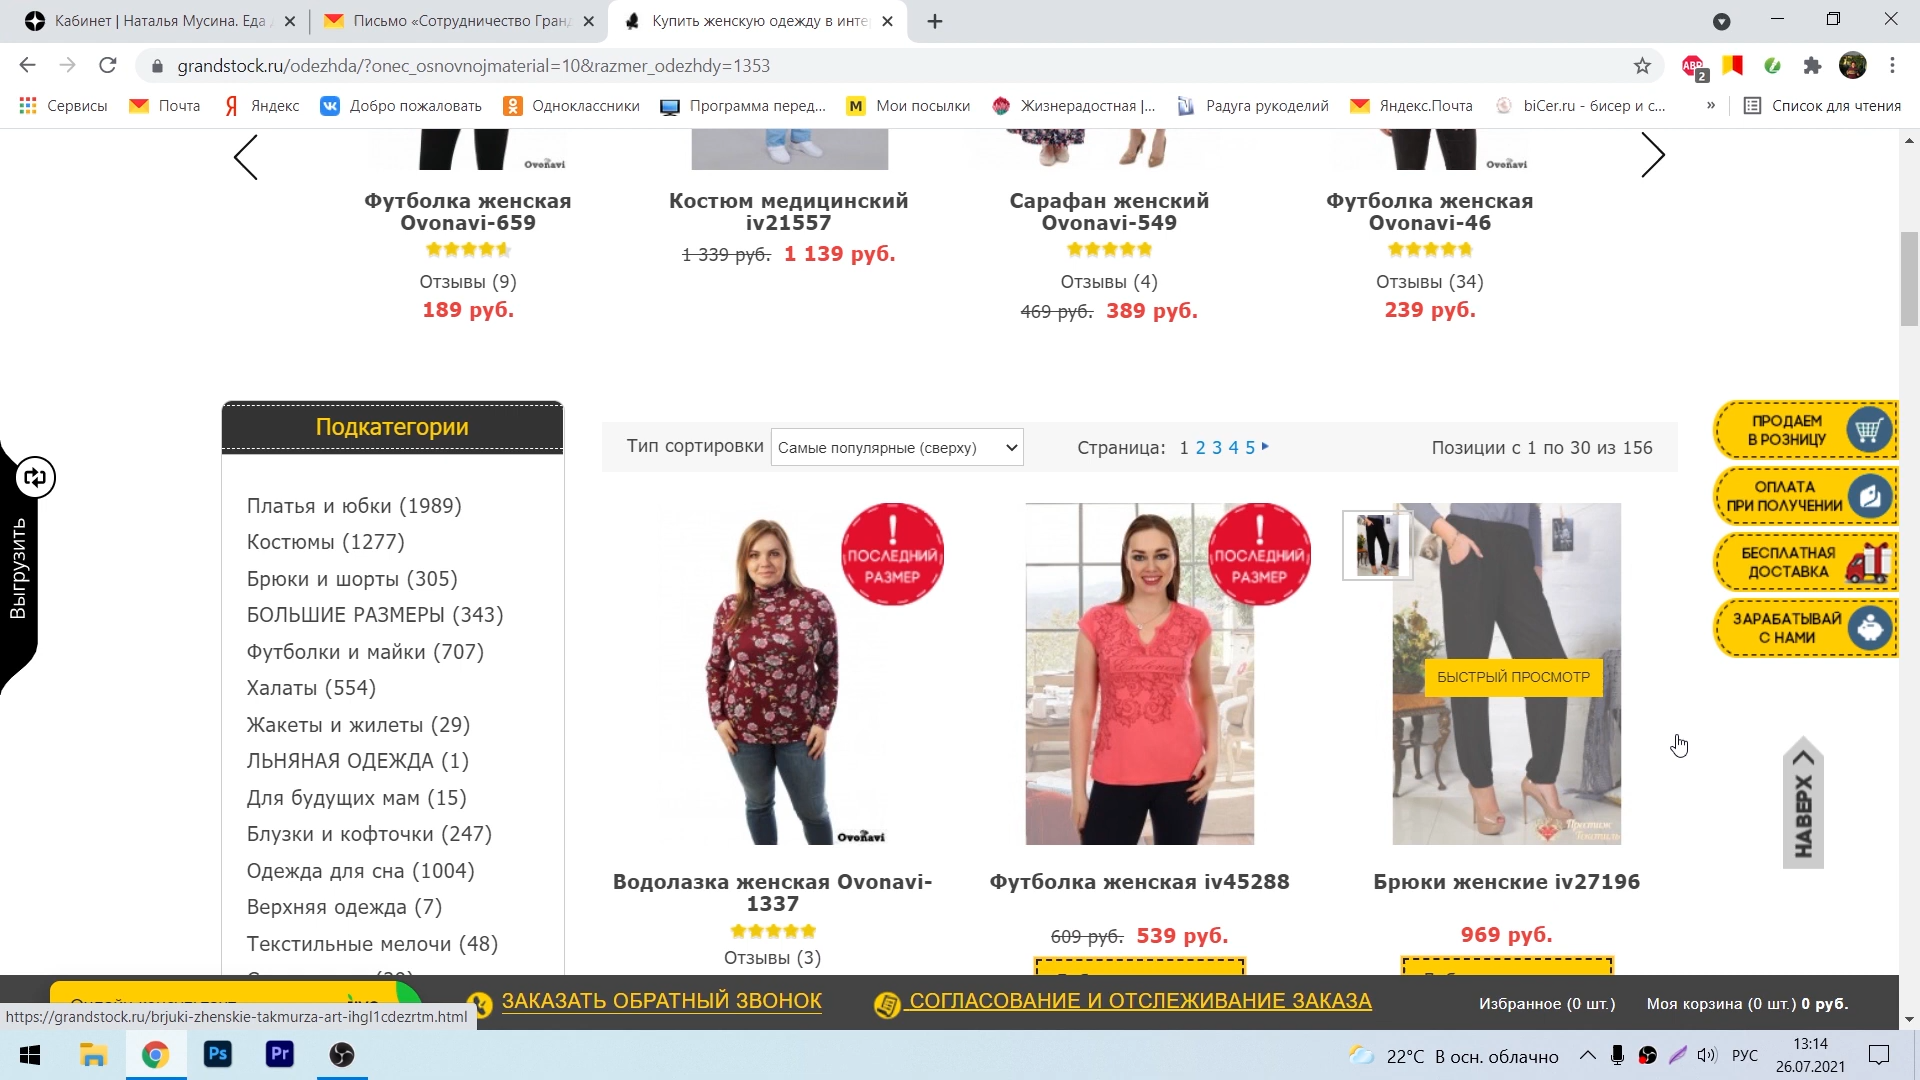 Кабинет | Наталья Мусина. Еда
Письмо «Сотрудничество Гранд
Купить женскую одежду в инте
grandstock.ru/odezhda/?onec_osnovnojmaterial=10&razmer_odezhdy=1353
ABP
2
Сервисы
Почта
Яндекс
Добро пожаловать
Одноклассники
Программа перед...
Мои посылки
Жизнерадостная |...
Радуга рукоделий
Яндекс.Почта
biCer.ru - бисер и с...
»
Список для чтения
Ovonavi
Ovonavi
Футболка женская
Ovonavi-659
Отзывы (9)
189 руб.
Костюм медицинский
iv21557
1 339 руб. 1 139 руб.
Сарафан женский
Ovonavi-549
Отзывы (4)
469 руб. 389 руб.
Футболка женская
Ovonavi-46
Отзывы (34)
239 руб.
Выгрузить
Подкатегории
Платья и юбки (1989)
Костюмы (1277)
Брюки и шорты (305)
БОЛЬШИЕ РАЗМЕРЫ (343)
Футболки и майки (707)
Халаты (554)
Жакеты и жилеты (29)
ЛЬНЯНАЯ ОДЕЖДА (1)
Для будущих мам (15)
Блузки и кофточки (247)
Одежда для сна (1004)
Верхняя одежда (7)
Текстильные мелочи (48)
Тип сортировки Самые популярные (сверху) Страница: 1 2 3 4 5 Позиции с 1 по 30 из 156
!
ПОСЛЕДНИЙ
РАЗМЕР
Ovonavi
Водолазка женская Ovonavi-
1337
Отзывы (3)
!
ПОСЛЕДНИЙ
РАЗМЕР
Футболка женская iv45288
609 руб. 539 руб.
БЫСТРЫЙ ПРОСМОТР
Престиж
Текстиль
Брюки женские iv27196
969 руб.
ПРОДАЕМ
В РОЗНИЦУ
ОПЛАТА
ПРИ ПОЛУЧЕНИИ
БЕСПЛАТНАЯ
ДОСТАВКА
ЗАРАБАТЫВАЙ
С НАМИ
НАВЕРХ
ЗАКАЗАТЬ ОБРАТНЫЙ ЗВОНОК
СОГЛАСОВАНИЕ И ОТСЛЕЖИВАНИЕ ЗАКАЗА
Избранное (0 шт.)
Моя корзина (0 шт.) 0 руб.
https://grandstock.ru/brjuki-zhenskie-takmurza-art-ihgl1cdezrtm.html
Ps
Pr
22°C В осн. облачно
РУС
13:14
26.07.2021